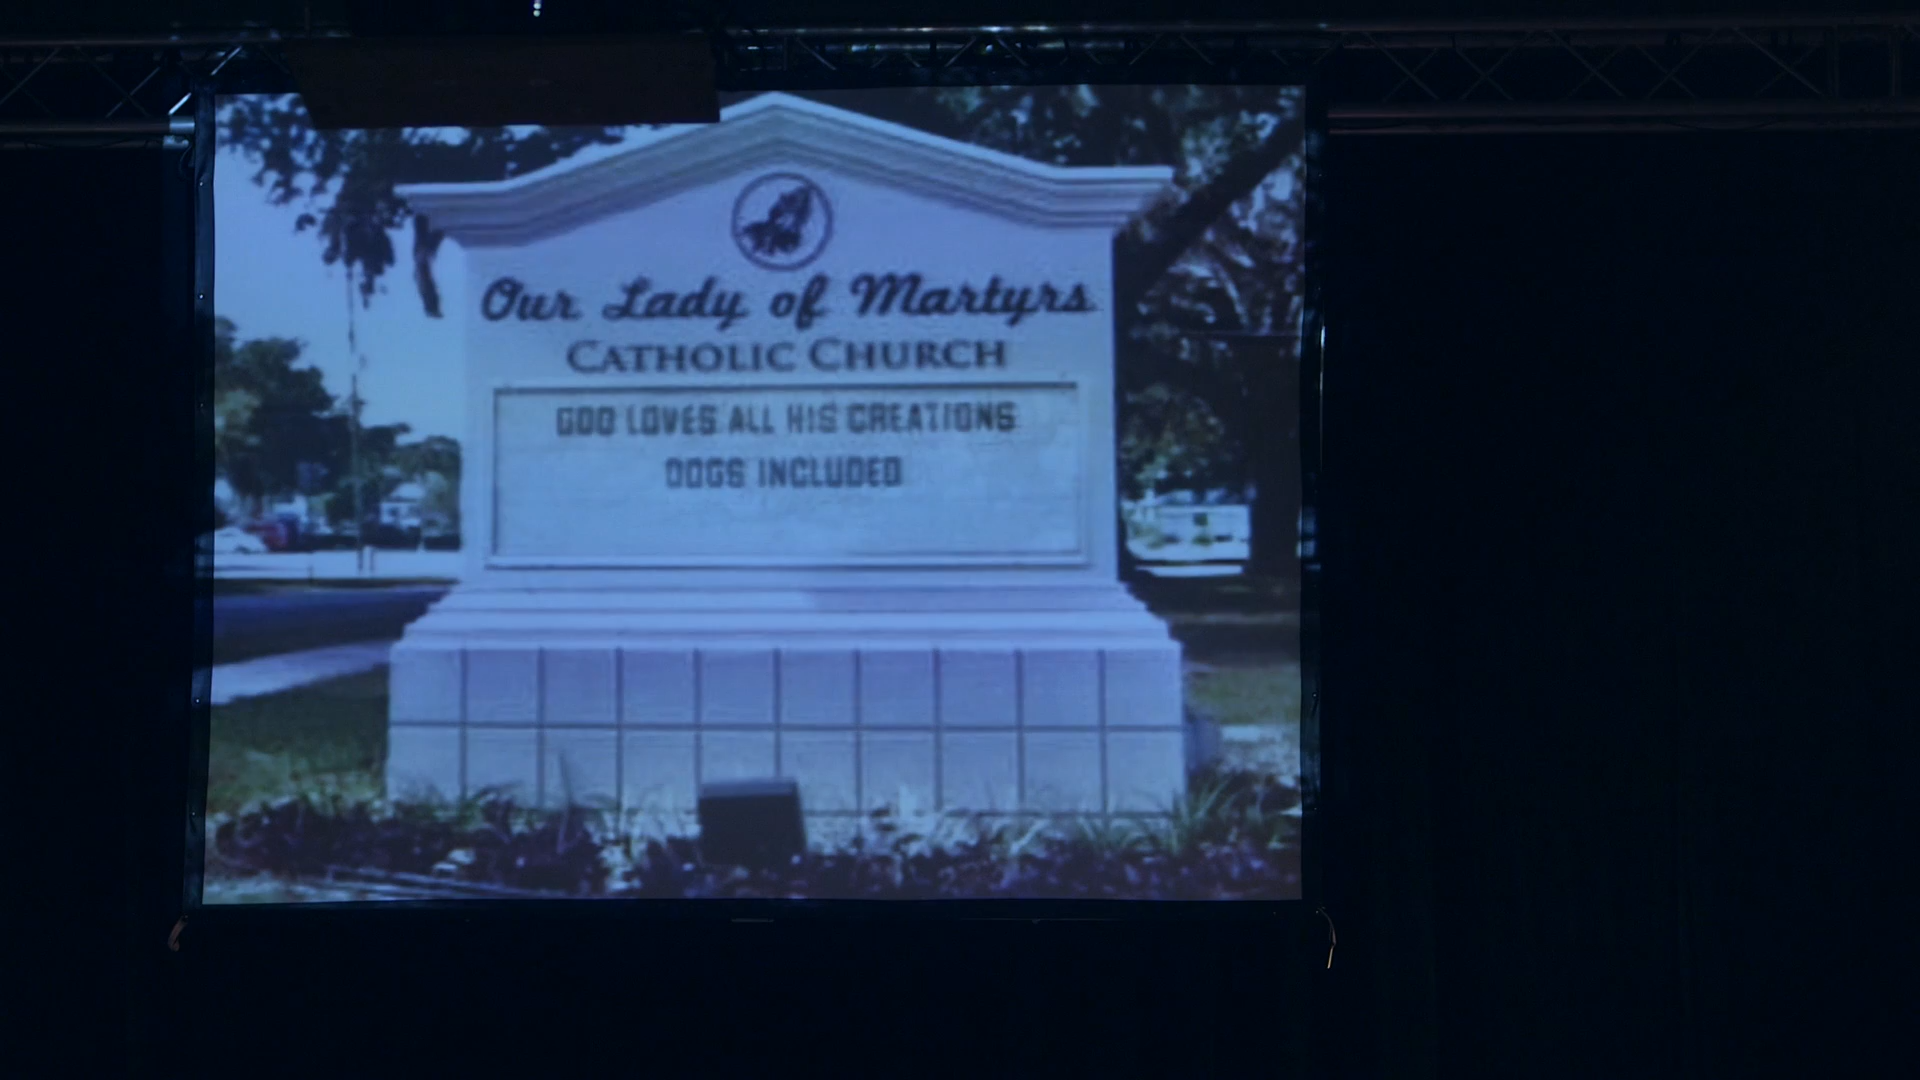 Our Lady of Martyrs
CATHOLIC CHURCH
GOD LOVES ALL HIS CREATIONS
DOGS INCLUDED